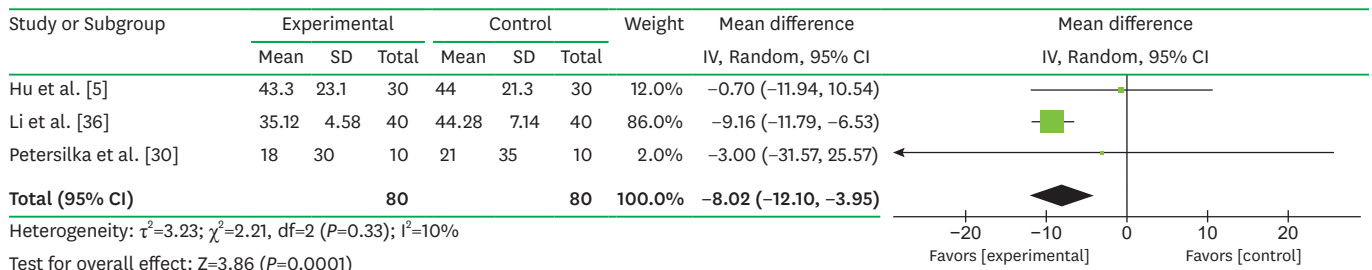 Study or Subgroup Experimental Control Weight Mean difference Mean difference
Mean SD Total Mean SD Total IV, Random, 95% CI IV, Random, 95% CI
Hu et al. [5] 43.3 23.1 30 44 21.3 30 12.0% −0.70 (−11.94, 10.54)
Li et al. [36] 35.12 4.58 40 44.28 7.14 40 86.0% −9.16 (−11.79, −6.53)
Petersilka et al. [30] 18 30 10 21 35 10 2.0% −3.00 (−31.57, 25.57)
Total (95% CI) 80 80 100.0% −8.02 (−12.10, −3.95)
Heterogeneity: τ²=3.23; χ²=2.21, df=2 (P=0.33); I²=10%
Test for overall effect: Z=3.86 (P=0.0001)
−20 −10 0 10 20
Favors [experimental] Favors [control]